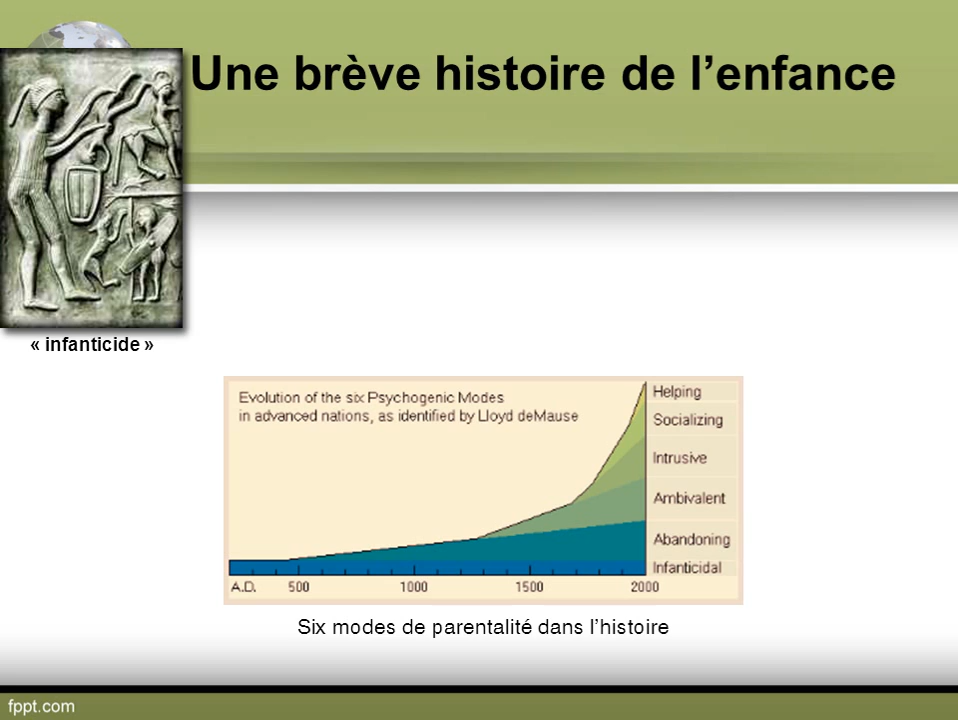 Une brève histoire de l’enfance
« infanticide »
Evolution of the six Psychogenic Modes
in advanced nations, as identified by Lloyd deMause
Helping
Socializing
Intrusive
Ambivalent
Abandoning
Infanticidal
A.D. 500 1000 1500 2000
Six modes de parentalité dans l’histoire
fppt.com